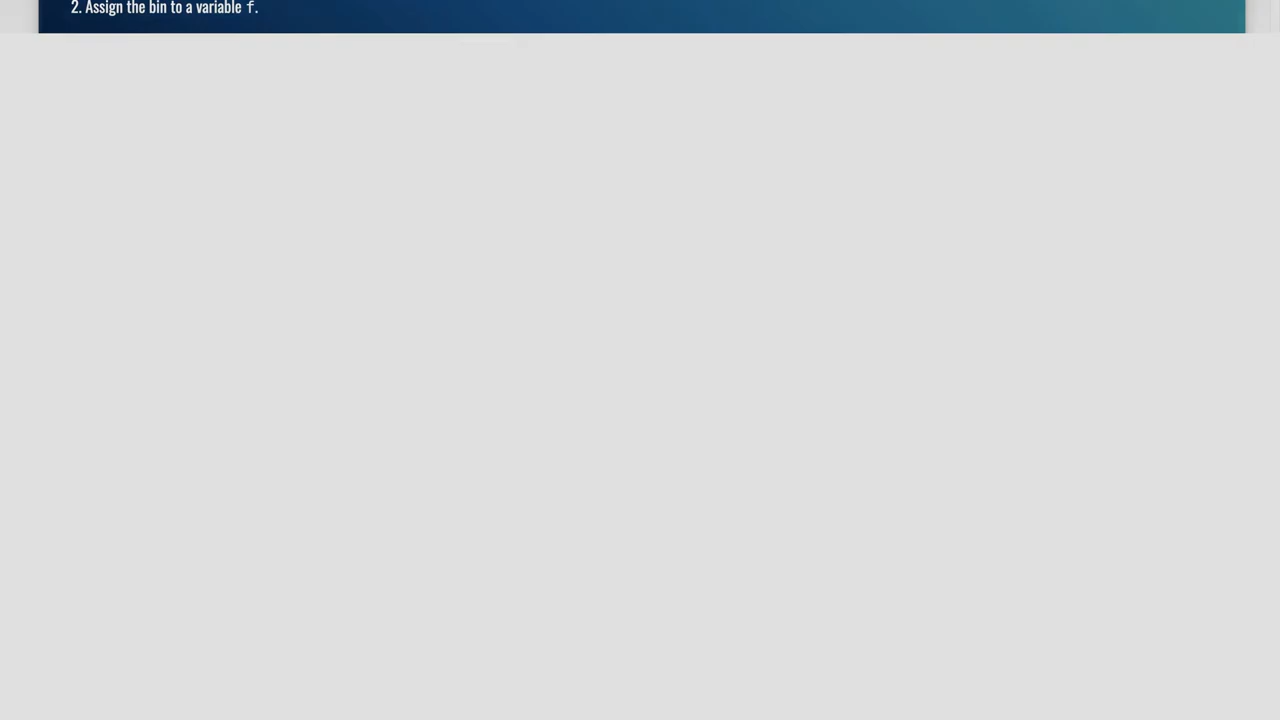 2. Assign the bin to a variable f.